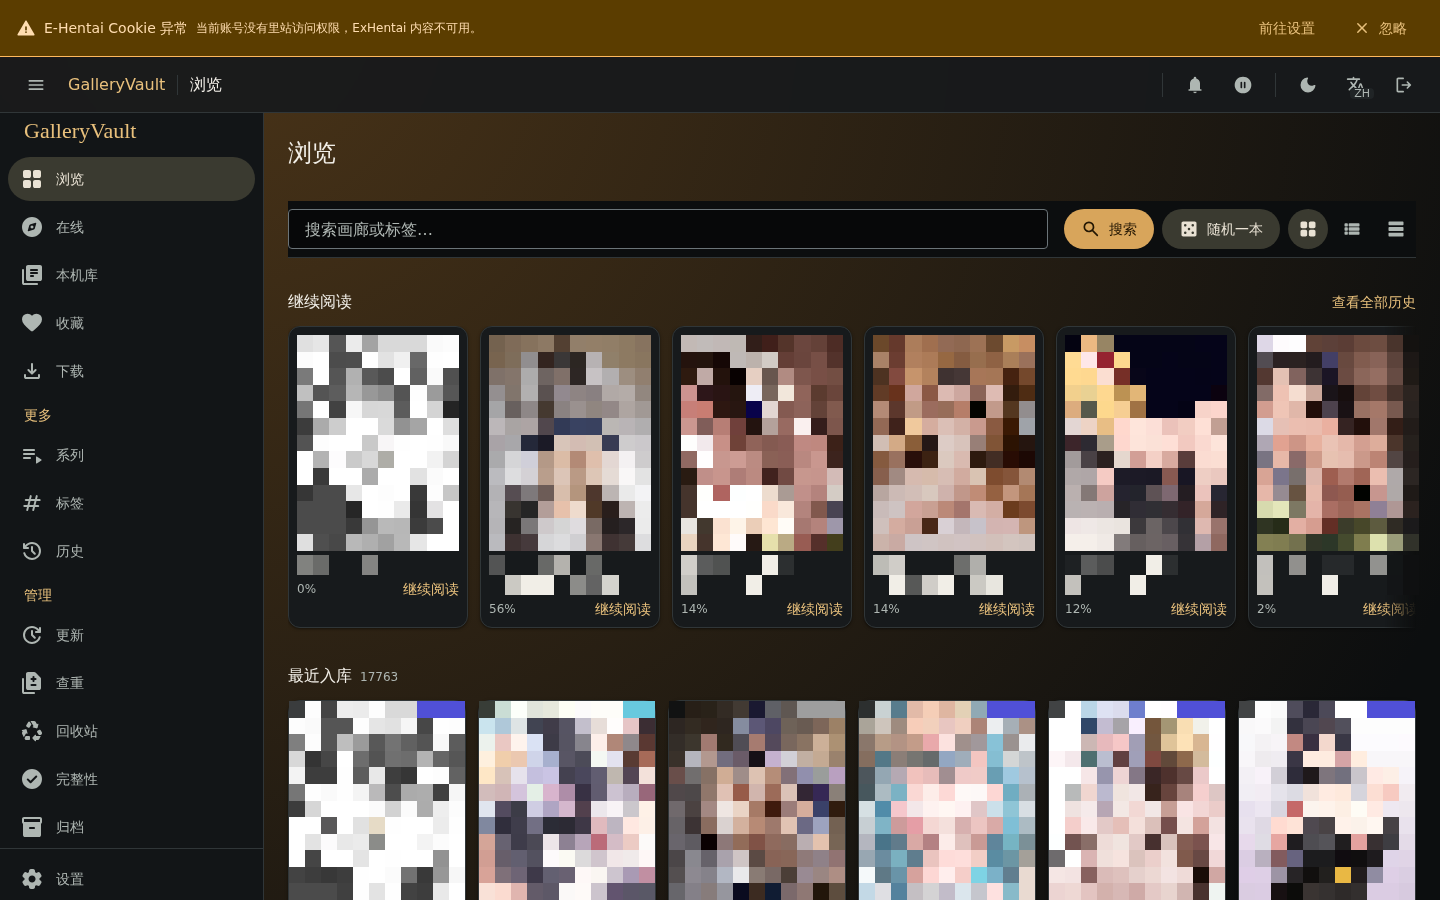 E-Hentai Cookie 异常 当前账号没有里站访问权限，ExHentai 内容不可用。
前往设置
忽略
GalleryVault
浏览
ZH
GalleryVault
浏览
在线
本机库
收藏
下载
更多
系列
标签
历史
管理
更新
查重
回收站
完整性
归档
设置
浏览
搜索画廊或标签…
搜索
随机一本
继续阅读
查看全部历史
0% 继续阅读
56% 继续阅读
14% 继续阅读
14% 继续阅读
12% 继续阅读
2% 继续阅读
最近入库 17763